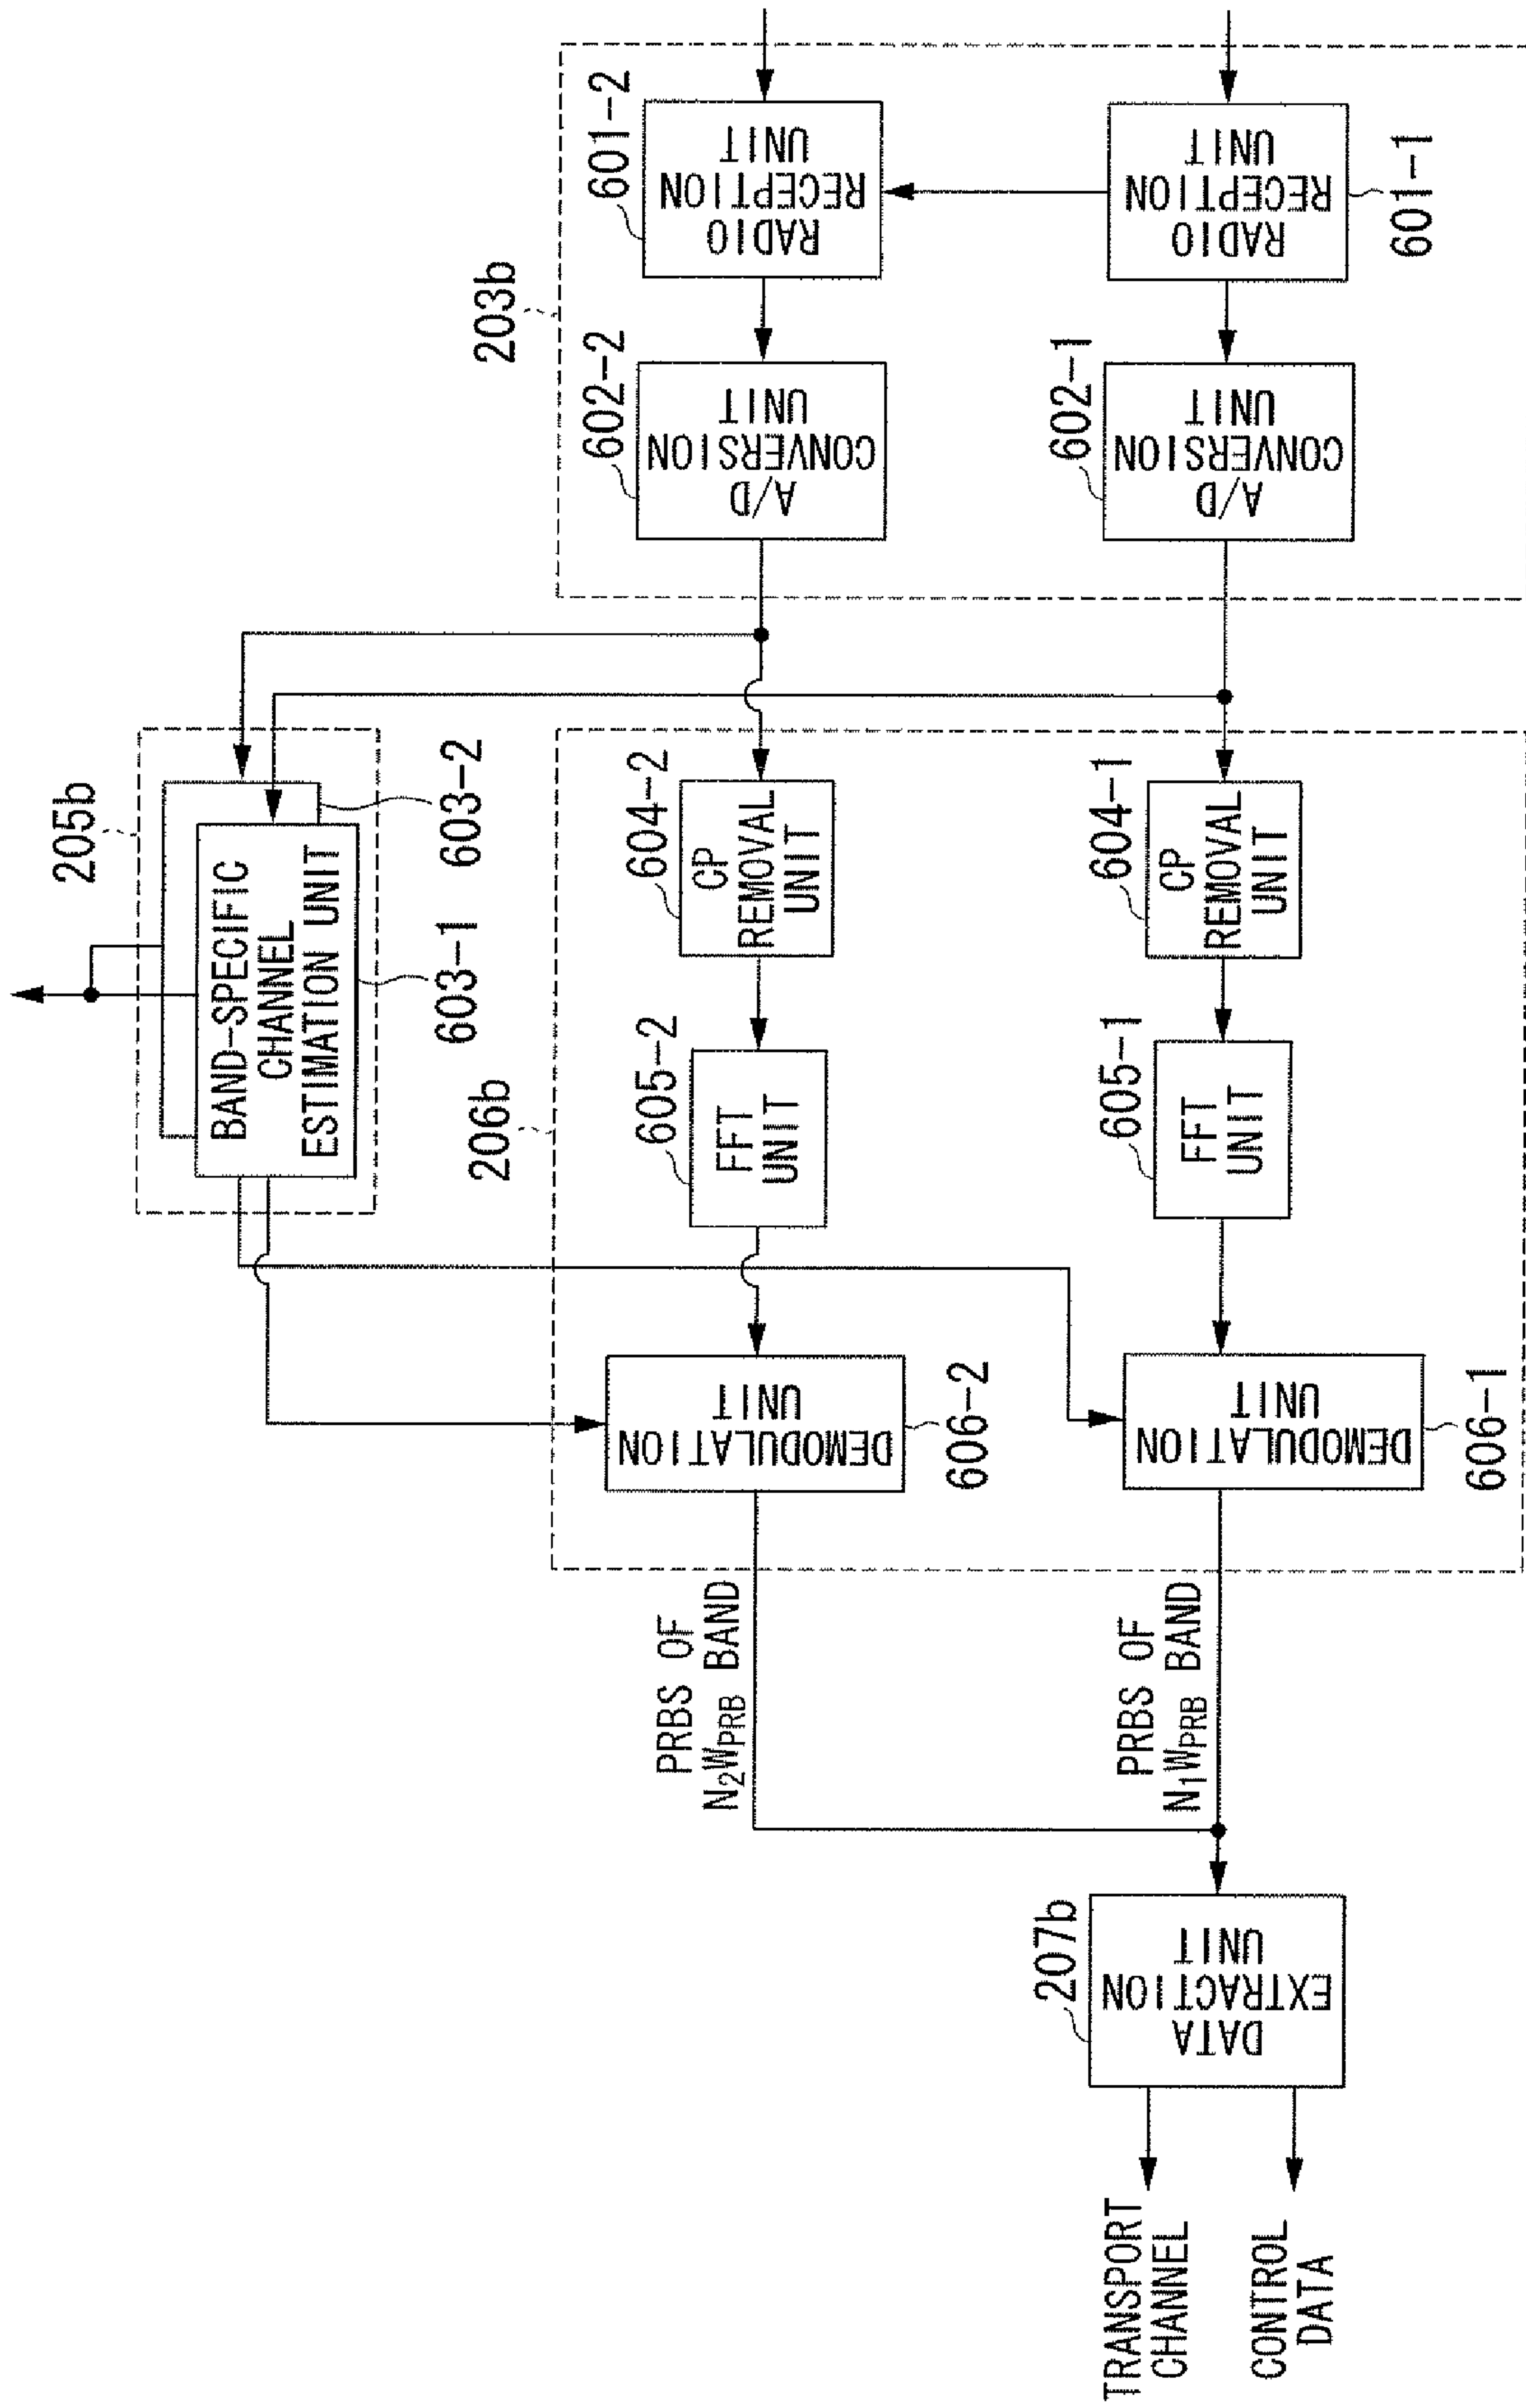 203b
601-2
RADIO
RECEPTION
UNIT
602-2
A/D
CONVERSION
UNIT
601-1
RADIO
RECEPTION
UNIT
602-1
A/D
CONVERSION
UNIT
205b
BAND-SPECIFIC
CHANNEL
ESTIMATION UNIT
603-2
603-1
206b
604-2
CP
REMOVAL
UNIT
605-2
FFT
UNIT
DEMODULATION
UNIT
606-2
604-1
CP
REMOVAL
UNIT
605-1
FFT
UNIT
DEMODULATION
UNIT
606-1
PRBS OF
N₂WPRB BAND
PRBS OF
N₁WPRB BAND
207b
DATA
EXTRACTION
UNIT
TRANSPORT
CHANNEL
CONTROL
DATA